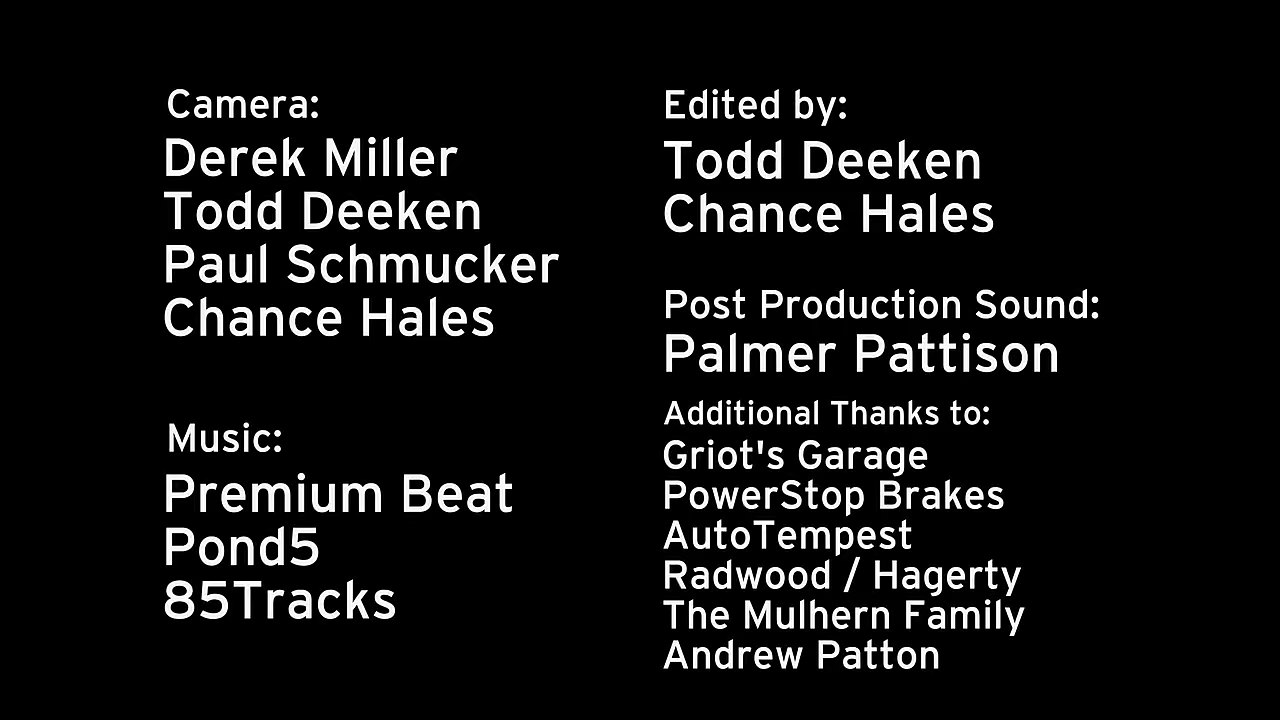 Camera:
Derek Miller
Todd Deeken
Paul Schmucker
Chance Hales
Music:
Premium Beat
Pond5
85Tracks
Edited by:
Todd Deeken
Chance Hales
Post Production Sound:
Palmer Pattison
Additional Thanks to:
Griot's Garage
PowerStop Brakes
AutoTempest
Radwood / Hagerty
The Mulhern Family
Andrew Patton